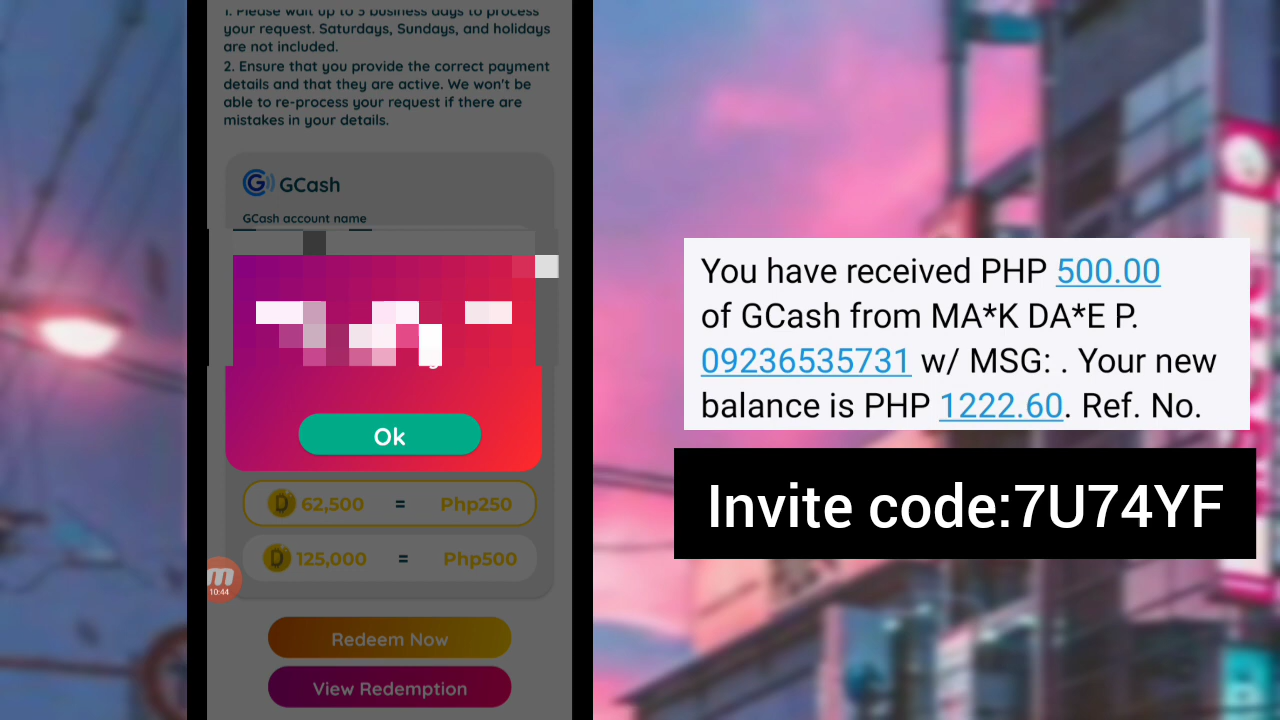 1. Please wait up to 3 business days to process
your request. Saturdays, Sundays, and holidays
are not included.
2. Ensure that you provide the correct payment
details and that they are active. We won't be
able to re-process your request if there are
mistakes in your details.
GCash
GCash account name
Ok
62,500 = Php250
125,000 = Php500
10:44
Redeem Now
View Redemption
You have received PHP 500.00
of GCash from MA*K DA*E P.
09236535731 w/ MSG: . Your new
balance is PHP 1222.60. Ref. No.
Invite code:7U74YF